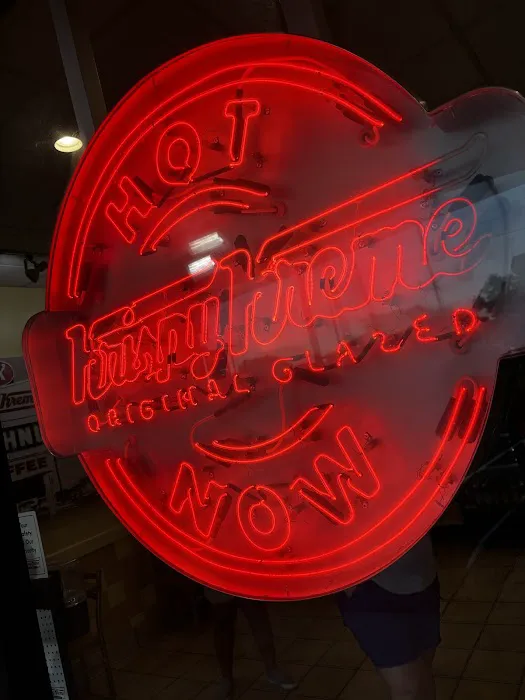 HOT
Krispy Kreme
ORIGINAL GLAZED
NOW